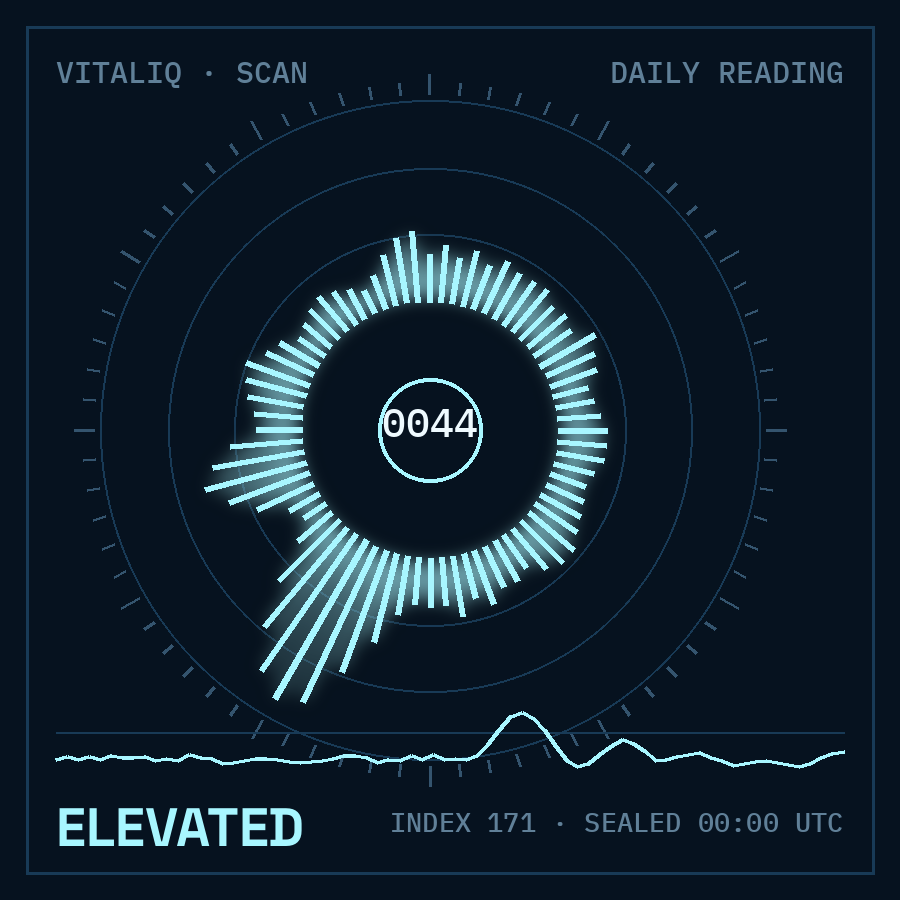 VITALIQ · SCAN
DAILY READING
0044
ELEVATED
INDEX 171 · SEALED 00:00 UTC